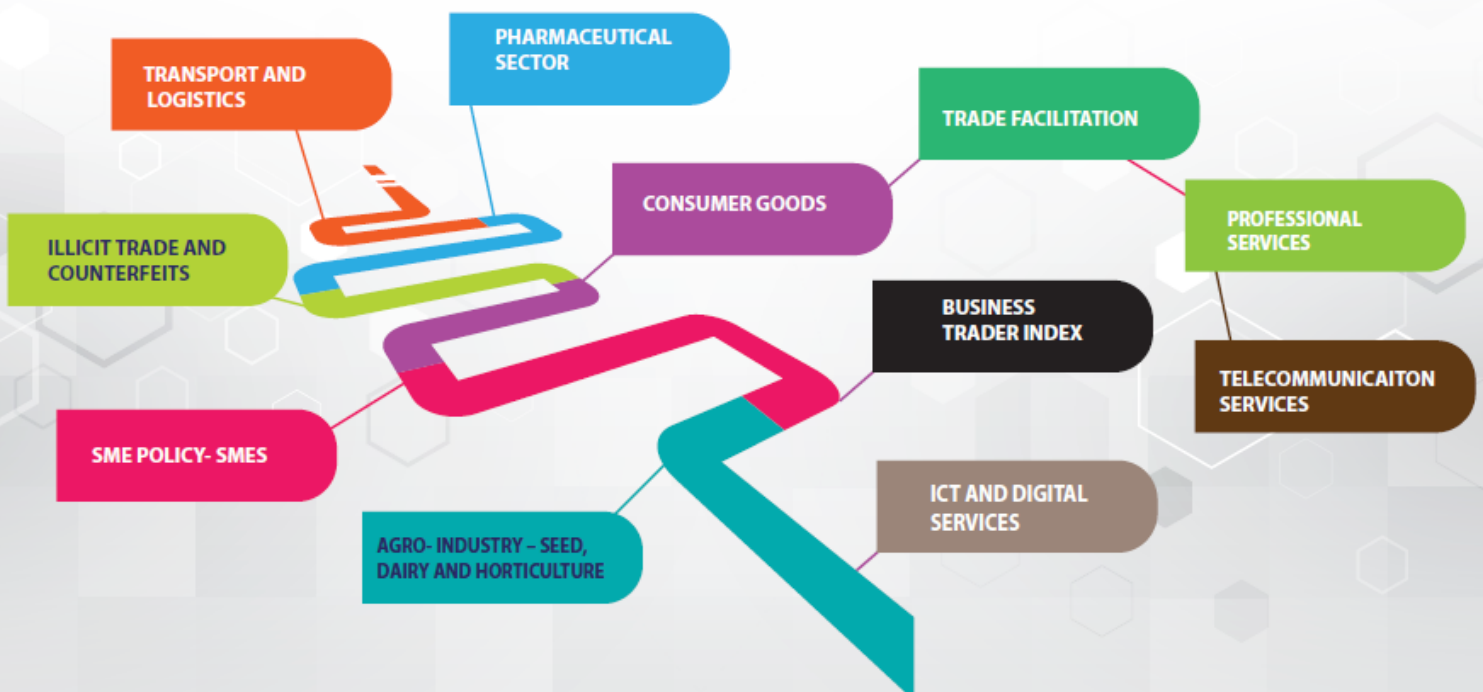 TRANSPORT AND
LOGISTICS
PHARMACEUTICAL
SECTOR
TRADE FACILITATION
CONSUMER GOODS
PROFESSIONAL
SERVICES
ILLICIT TRADE AND
COUNTERFEITS
BUSINESS
TRADER INDEX
TELECOMMUNICAITON
SERVICES
SME POLICY- SMES
ICT AND DIGITAL
SERVICES
AGRO- INDUSTRY – SEED,
DAIRY AND HORTICULTURE